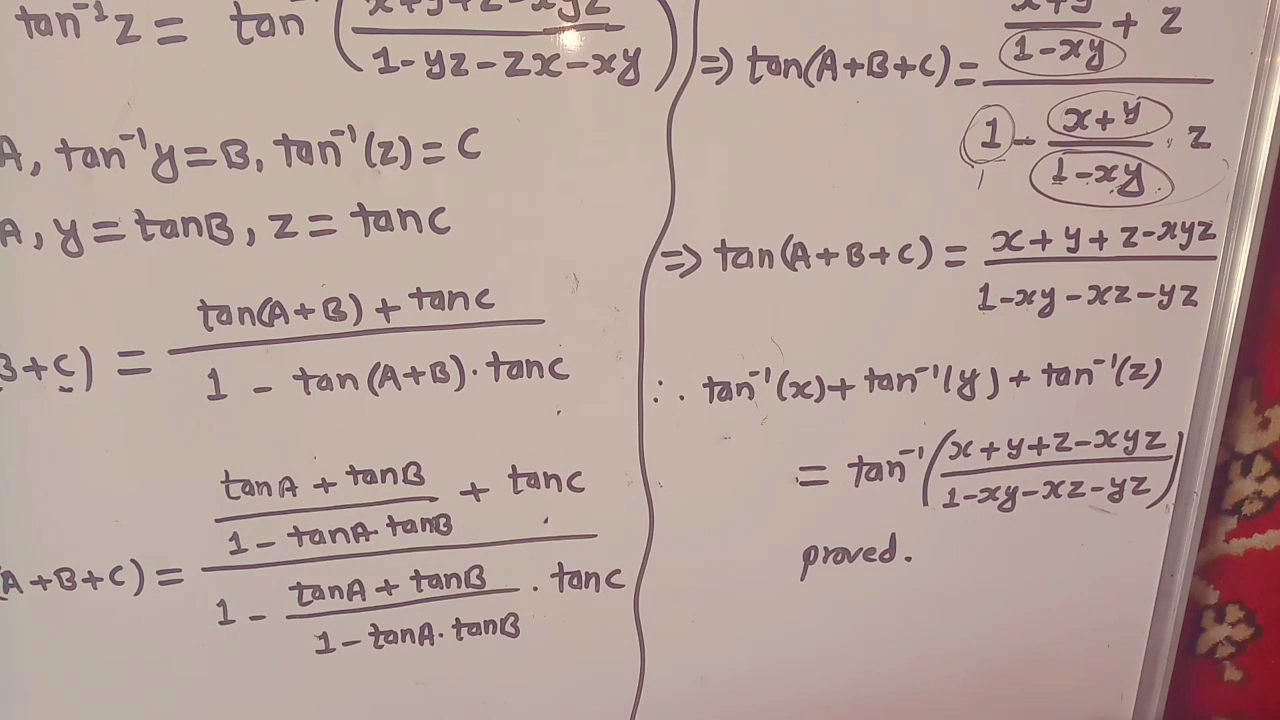 tan⁻¹z = tan⁻¹(x+y+z-xyz / 1-yz-zx-xy)
A, tan⁻¹y = B, tan⁻¹(z) = C
A, y = tanB, z = tanC
B+C) = tan(A+B) + tanC / 1 - tan(A+B)·tanC
(A+B+C) = (tanA + tanB / 1 - tanA·tanB + tanC) / (1 - tanA + tanB / 1 - tanA·tanB · tanC)
⇒ tan(A+B+C) = (x+y / 1-xy + z) / (1 - x+y / 1-xy · z)
⇒ tan(A+B+C) = x+y+z-xyz / 1-xy-xz-yz
∴ tan⁻¹(x)+tan⁻¹(y)+tan⁻¹(z)
= tan⁻¹(x+y+z-xyz / 1-xy-xz-yz)
proved.